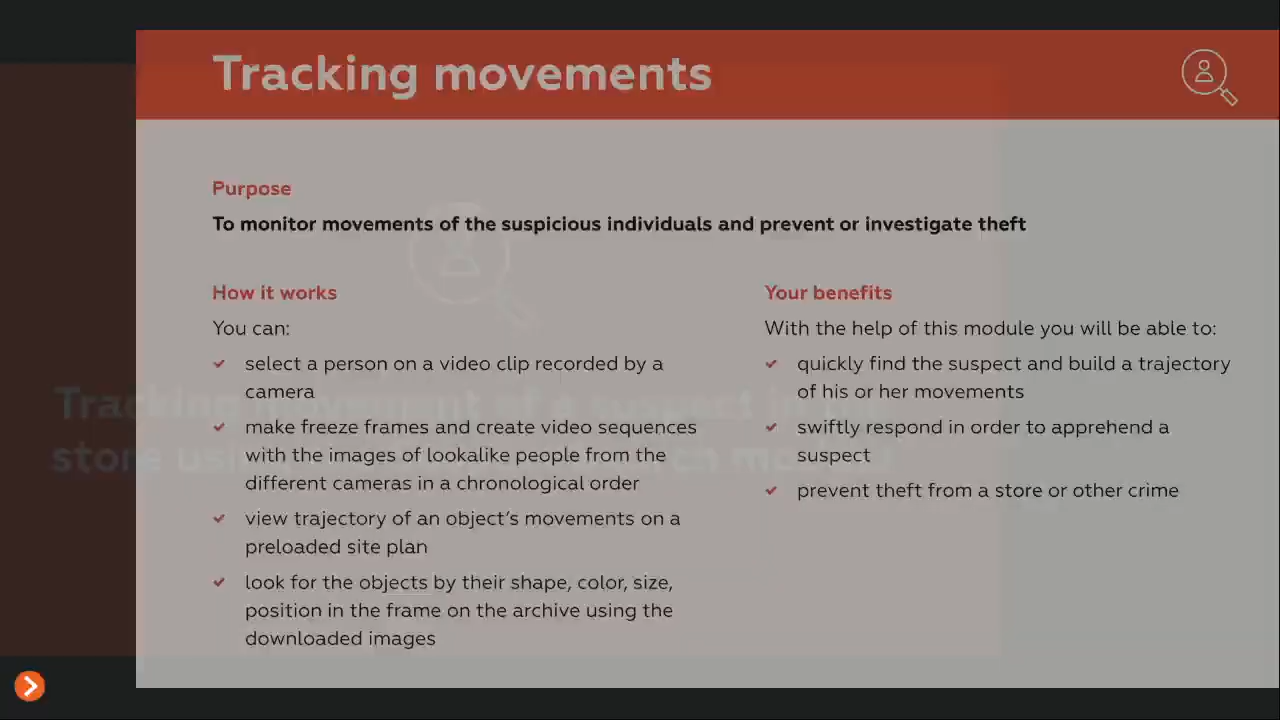 Tracking movements
Purpose
To monitor movements of the suspicious individuals and prevent or investigate theft
How it works
You can:
select a person on a video clip recorded by a
camera
make freeze frames and create video sequences
with the images of lookalike people from the
different cameras in a chronological order
view trajectory of an object’s movements on a
preloaded site plan
look for the objects by their shape, color, size,
position in the frame on the archive using the
downloaded images
Your benefits
With the help of this module you will be able to:
quickly find the suspect and build a trajectory
of his or her movements
swiftly respond in order to apprehend a
suspect
prevent theft from a store or other crime
Tracking movement of a suspect in
store